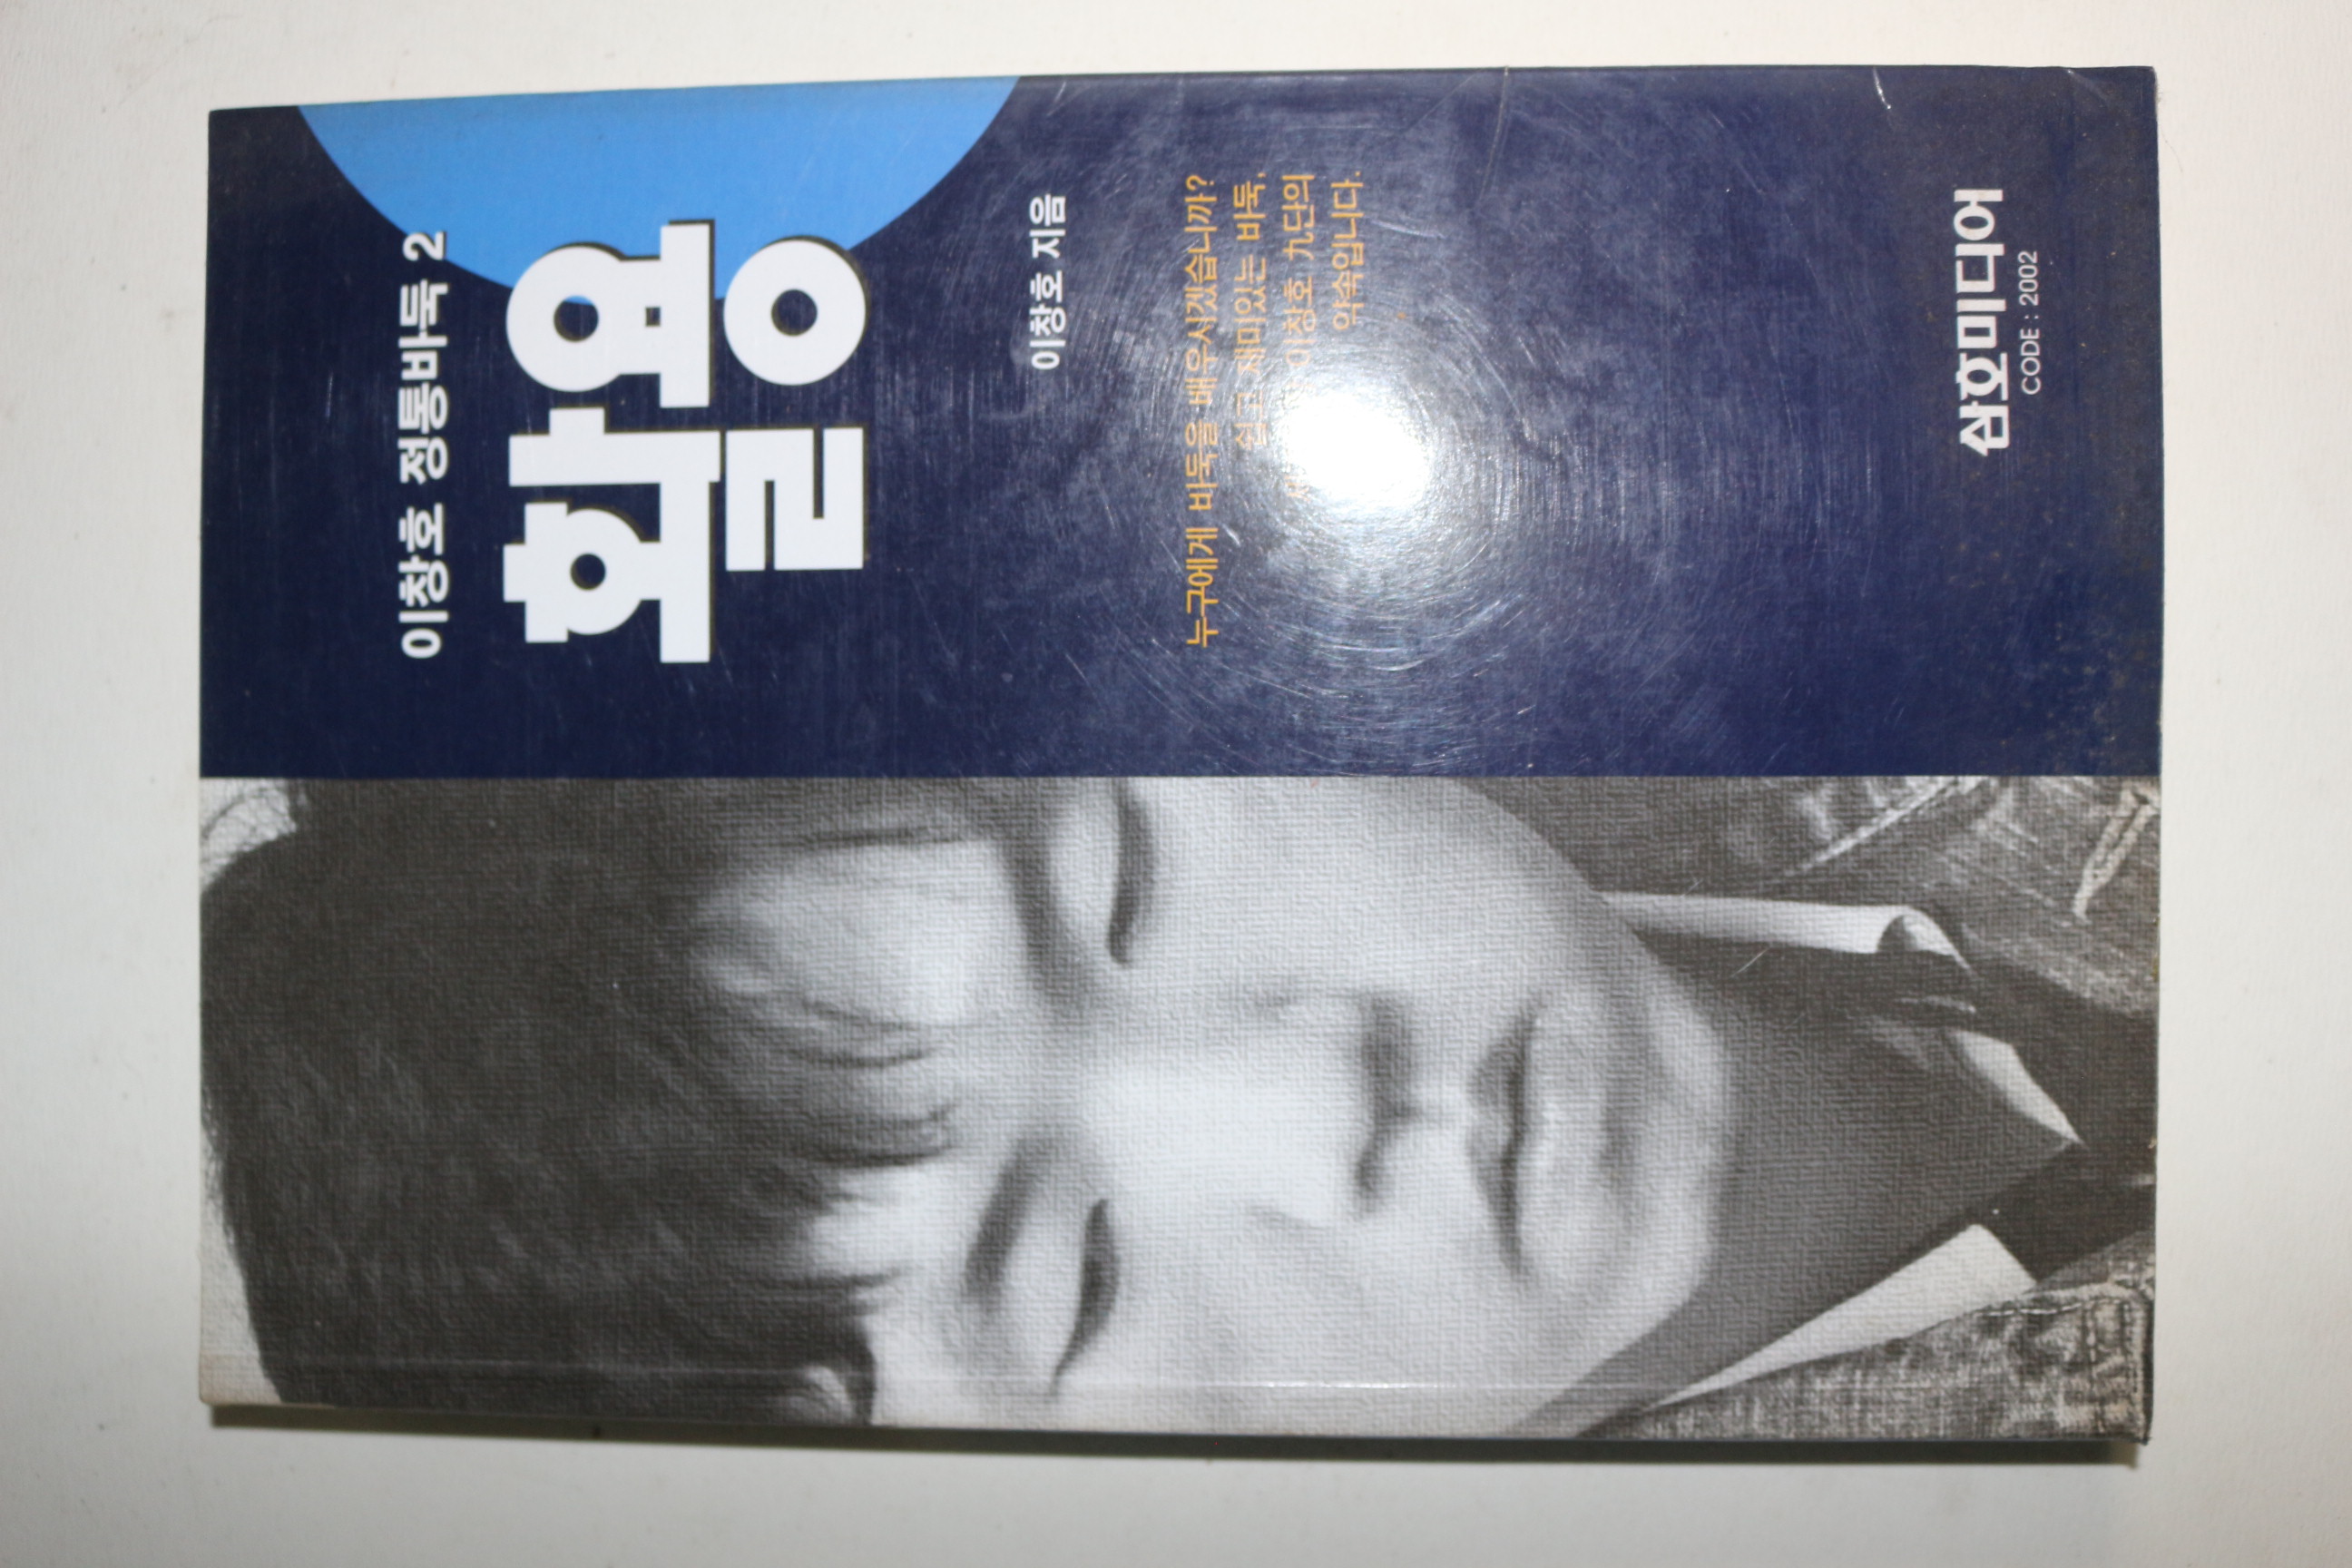 이창호 정통바둑 2
활용
이창호 지음
누구에게 바둑을 배우시겠습니까?
쉽고 재미있는 바둑,
이창호 九단의
약속입니다.
삼호미디어
CODE : 2002